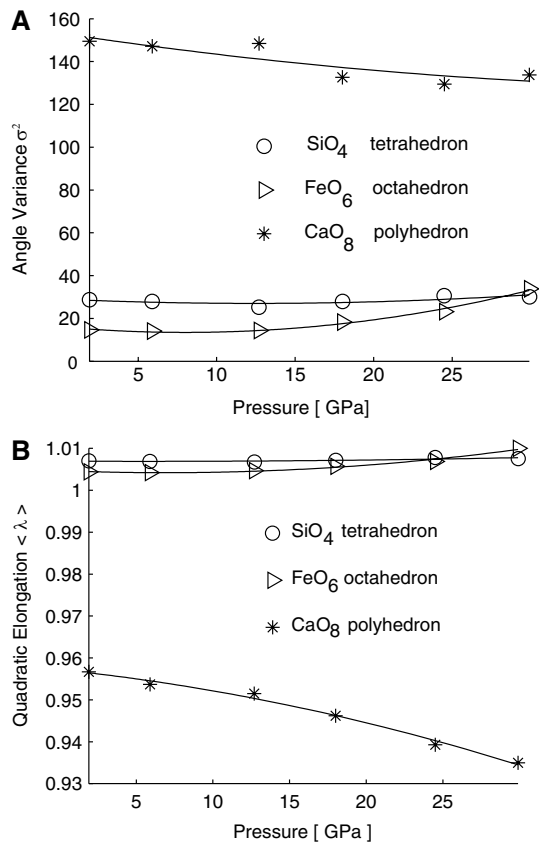 A
160
140
120
100
80
60
40
20
0
Angle Variance σ²
SiO₄ tetrahedron
FeO₆ octahedron
CaO₈ polyhedron
5 10 15 20 25
Pressure [ GPa]
B
1.01
1
0.99
0.98
0.97
0.96
0.95
0.94
0.93
Quadratic Elongation < λ >
SiO₄ tetrahedron
FeO₆ octahedron
CaO₈ polyhedron
5 10 15 20 25
Pressure [ GPa ]